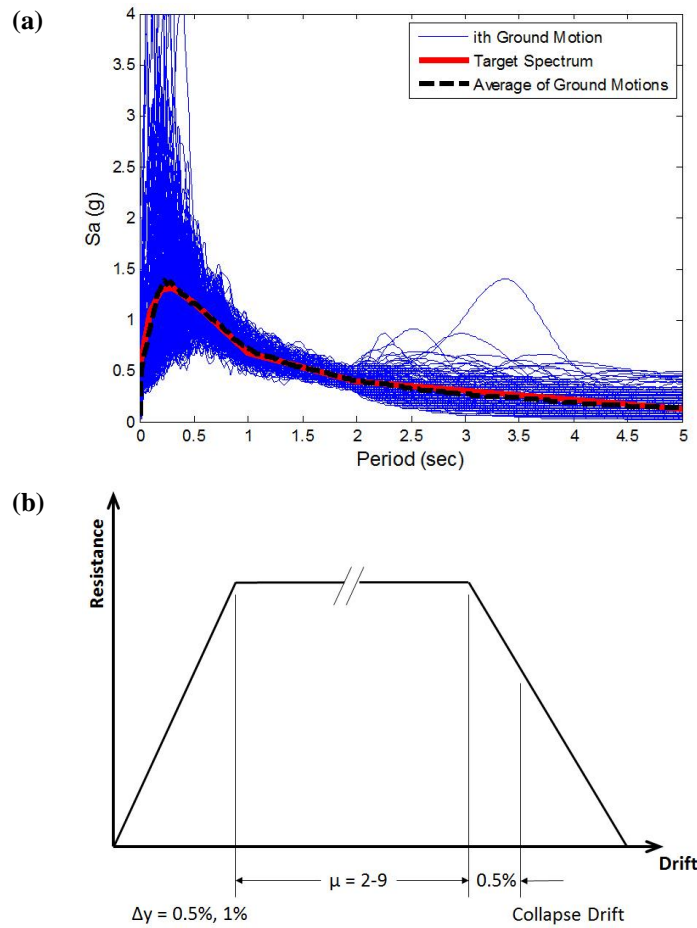 (a)
ith Ground Motion
Target Spectrum
Average of Ground Motions
4
3.5
3
2.5
2
1.5
1
0.5
0
Sa (g)
0 0.5 1 1.5 2 2.5 3 3.5 4 4.5 5
Period (sec)
(b)
Resistance
Drift
μ = 2-9
0.5%
Δy = 0.5%, 1%
Collapse Drift